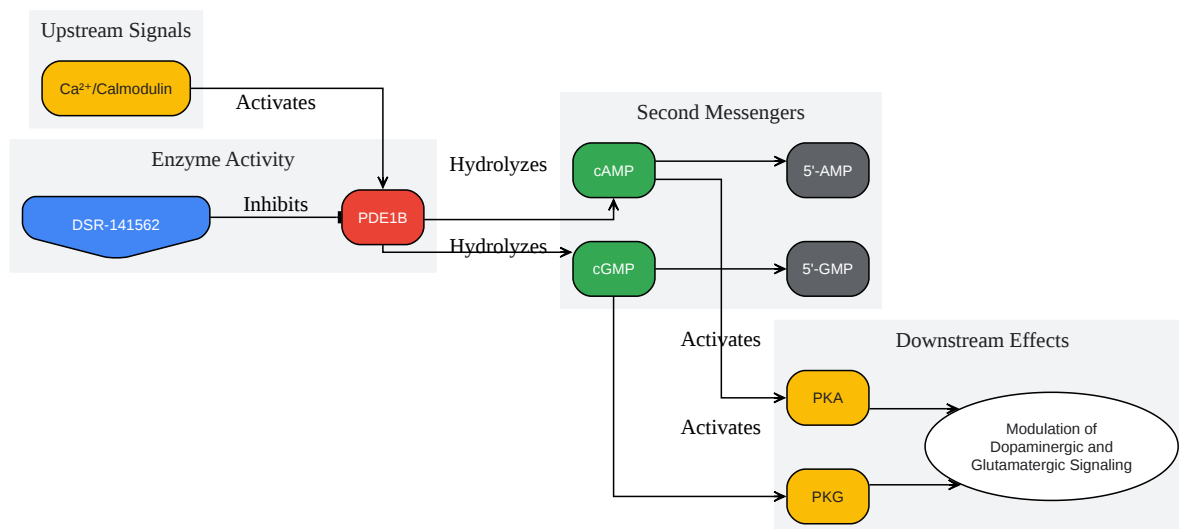 Upstream Signals
Ca²⁺/Calmodulin
Activates
Enzyme Activity
DSR-141562
Inhibits
PDE1B
Hydrolyzes
Hydrolyzes
Second Messengers
cAMP
5'-AMP
cGMP
5'-GMP
Activates
Activates
Downstream Effects
PKA
PKG
Modulation of
Dopaminergic and
Glutamatergic Signaling